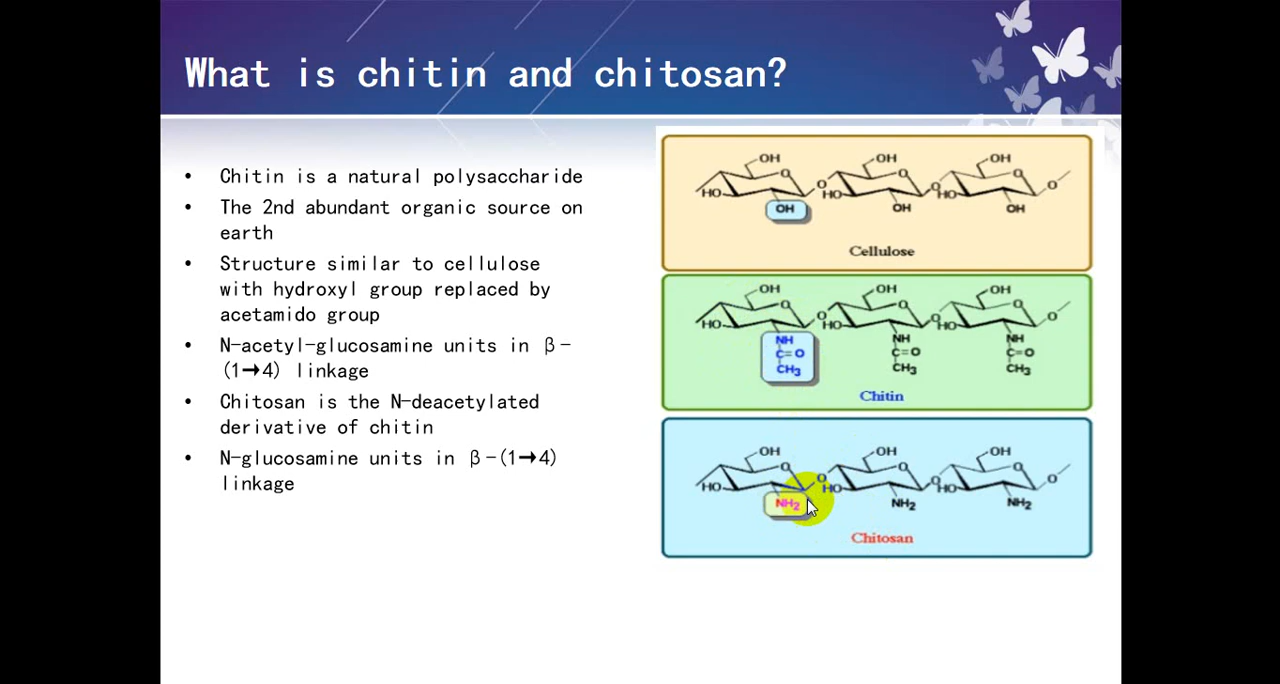 What is chitin and chitosan?
• Chitin is a natural polysaccharide
• The 2nd abundant organic source on
earth
• Structure similar to cellulose
with hydroxyl group replaced by
acetamido group
• N-acetyl-glucosamine units in β-
(1→4) linkage
• Chitosan is the N-deacetylated
derivative of chitin
• N-glucosamine units in β-(1→4)
linkage
OH OH OH
O O O O O O
HO HO HO
OH OH OH
Cellulose
OH OH OH
O O O O O O
HO HO HO
NH NH NH
C=O C=O C=O
CH3 CH3 CH3
Chitin
OH OH OH
O O O O O O
HO HO HO
NH2 NH2 NH2
Chitosan